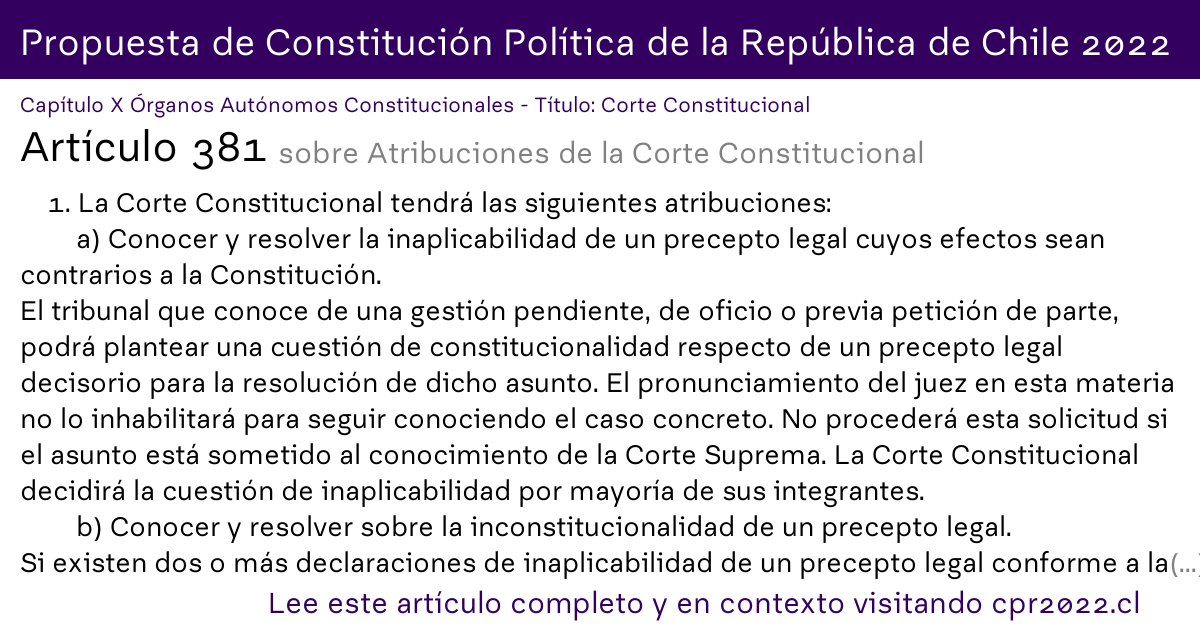 Propuesta de Constitución Política de la República de Chile 2022
Capítulo X Órganos Autónomos Constitucionales - Título: Corte Constitucional
Artículo 381 sobre Atribuciones de la Corte Constitucional
1. La Corte Constitucional tendrá las siguientes atribuciones:
a) Conocer y resolver la inaplicabilidad de un precepto legal cuyos efectos sean
contrarios a la Constitución.
El tribunal que conoce de una gestión pendiente, de oficio o previa petición de parte,
podrá plantear una cuestión de constitucionalidad respecto de un precepto legal
decisorio para la resolución de dicho asunto. El pronunciamiento del juez en esta materia
no lo inhabilitará para seguir conociendo el caso concreto. No procederá esta solicitud si
el asunto está sometido al conocimiento de la Corte Suprema. La Corte Constitucional
decidirá la cuestión de inaplicabilidad por mayoría de sus integrantes.
b) Conocer y resolver sobre la inconstitucionalidad de un precepto legal.
Si existen dos o más declaraciones de inaplicabilidad de un precepto legal conforme a la(...)
Lee este artículo completo y en contexto visitando cpr2022.cl